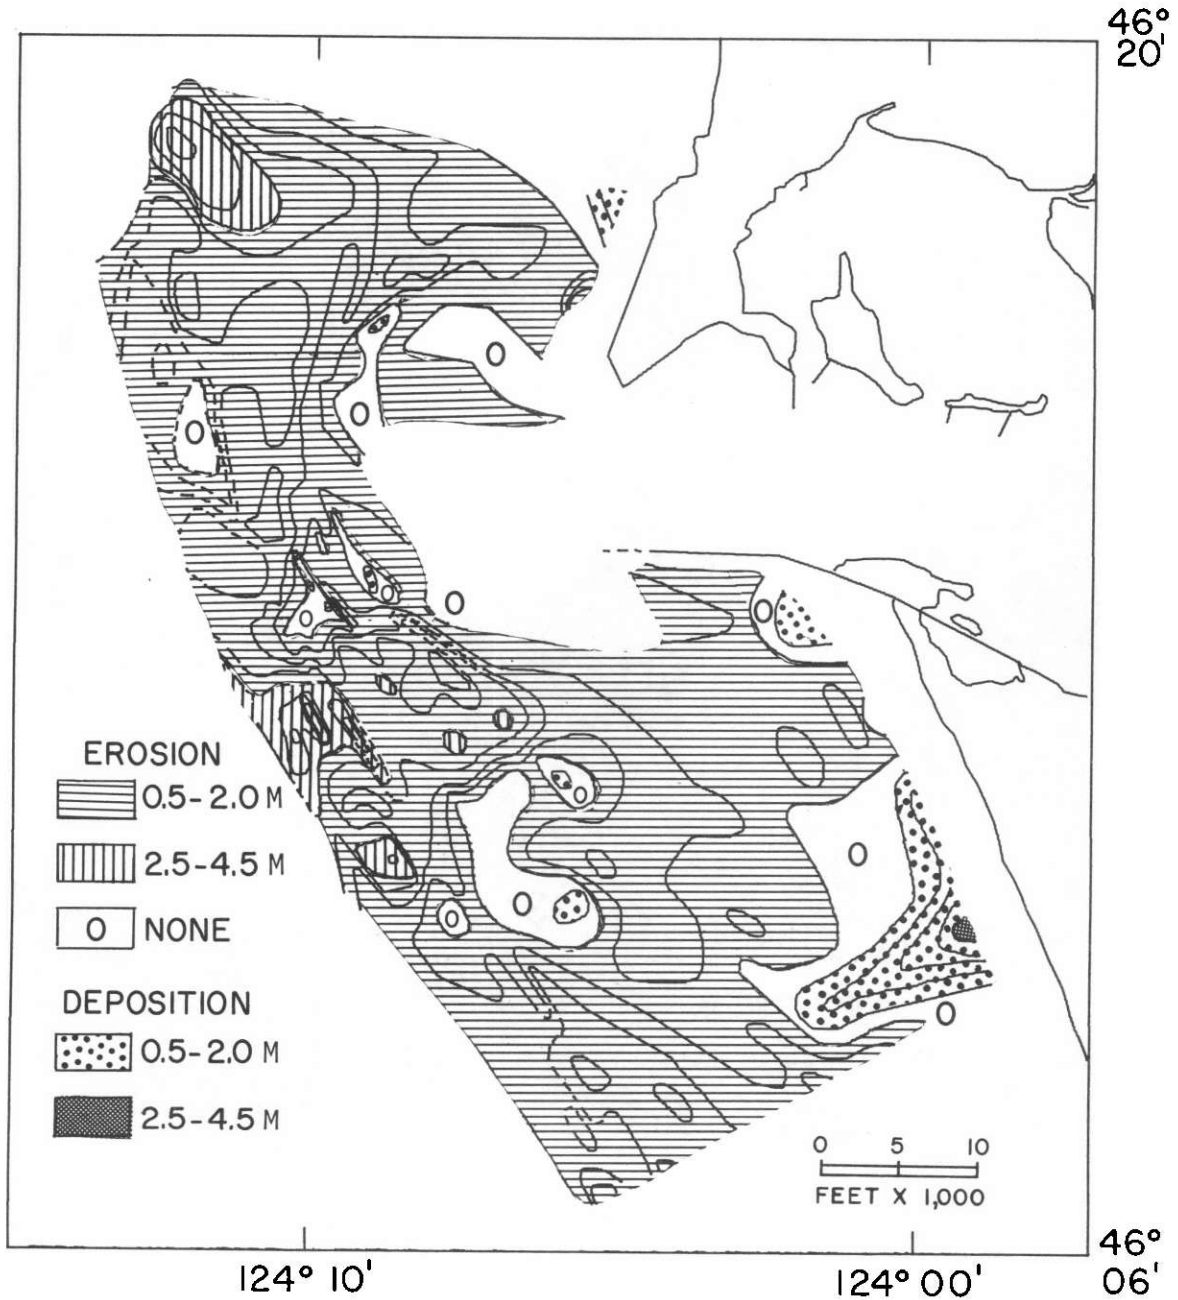 46°
20'
O
O
O
O
O
O
O
O
EROSION
0.5-2.0 M
O
2.5-4.5 M
O
O
O
O
O NONE
DEPOSITION
O
0.5-2.0 M
2.5-4.5 M
0 5 10
FEET X 1,000
46°
06'
124° 10'
124° 00'